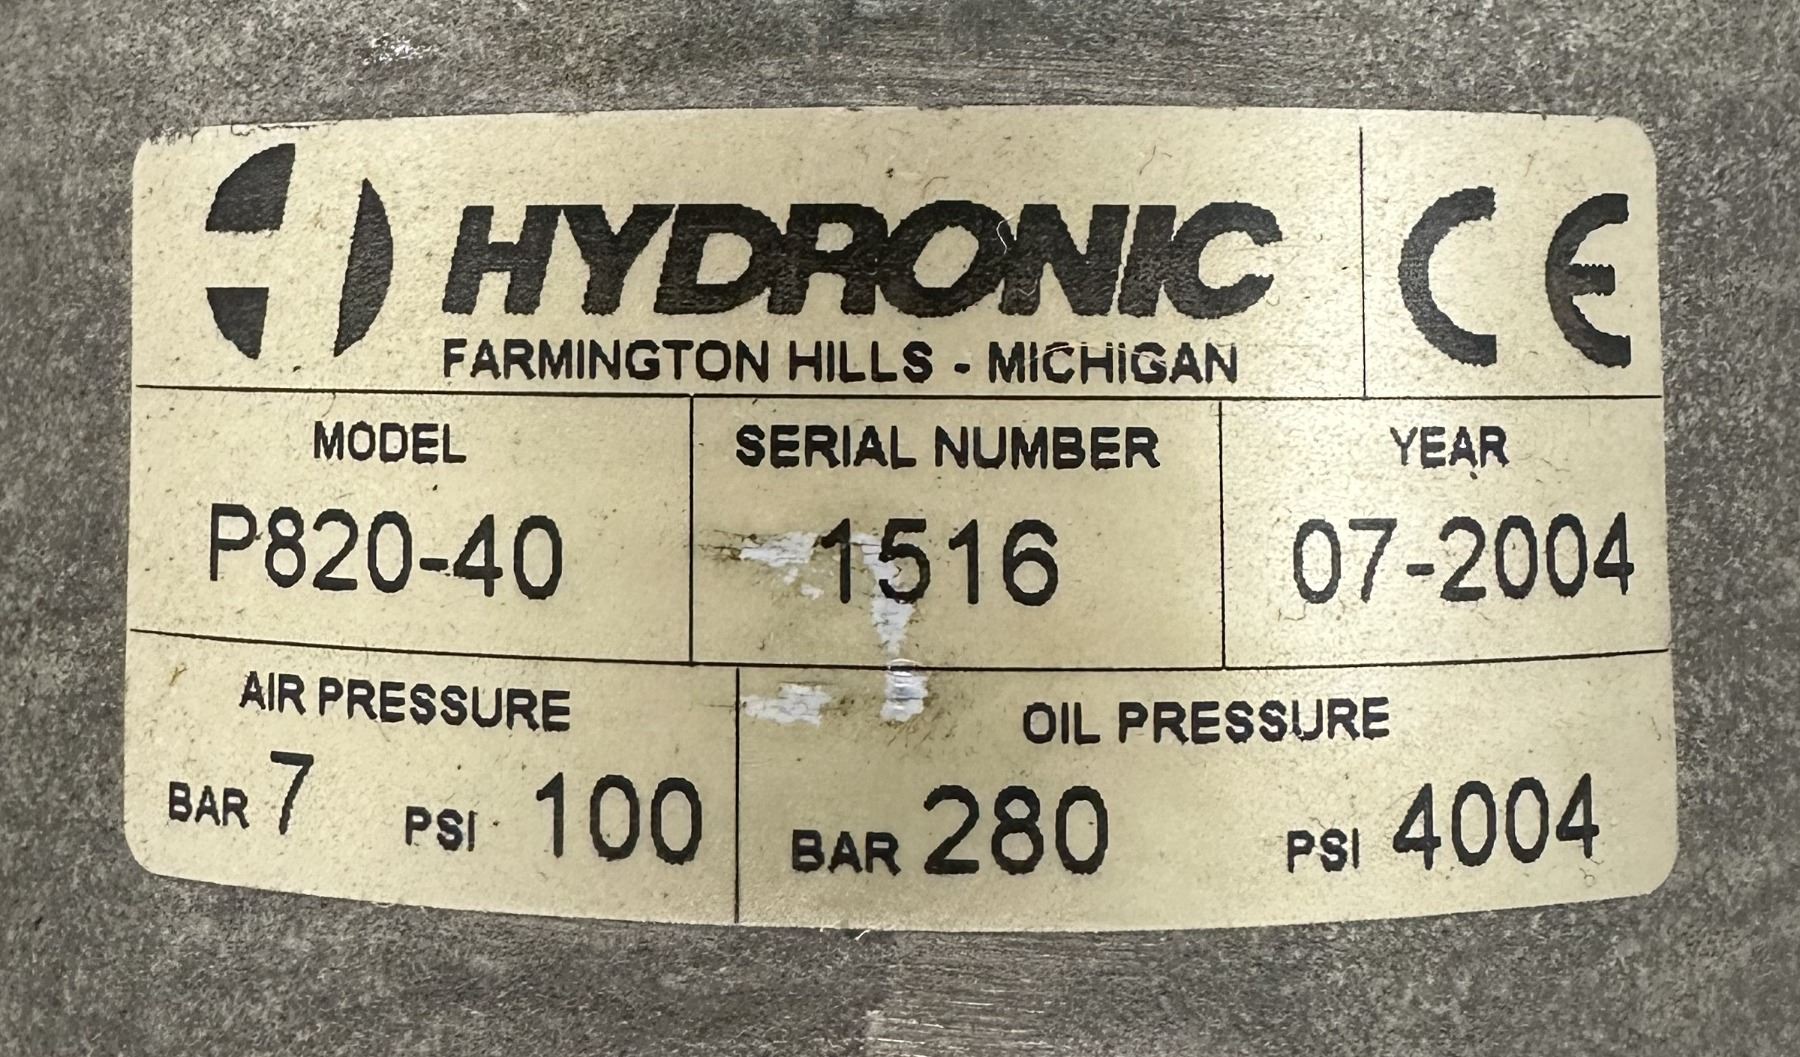 HYDRONIC
CE
FARMINGTON HILLS - MICHIGAN
MODEL
P820-40
SERIAL NUMBER
1516
YEAR
07-2004
AIR PRESSURE
BAR 7 PSI 100
OIL PRESSURE
BAR 280 PSI 4004